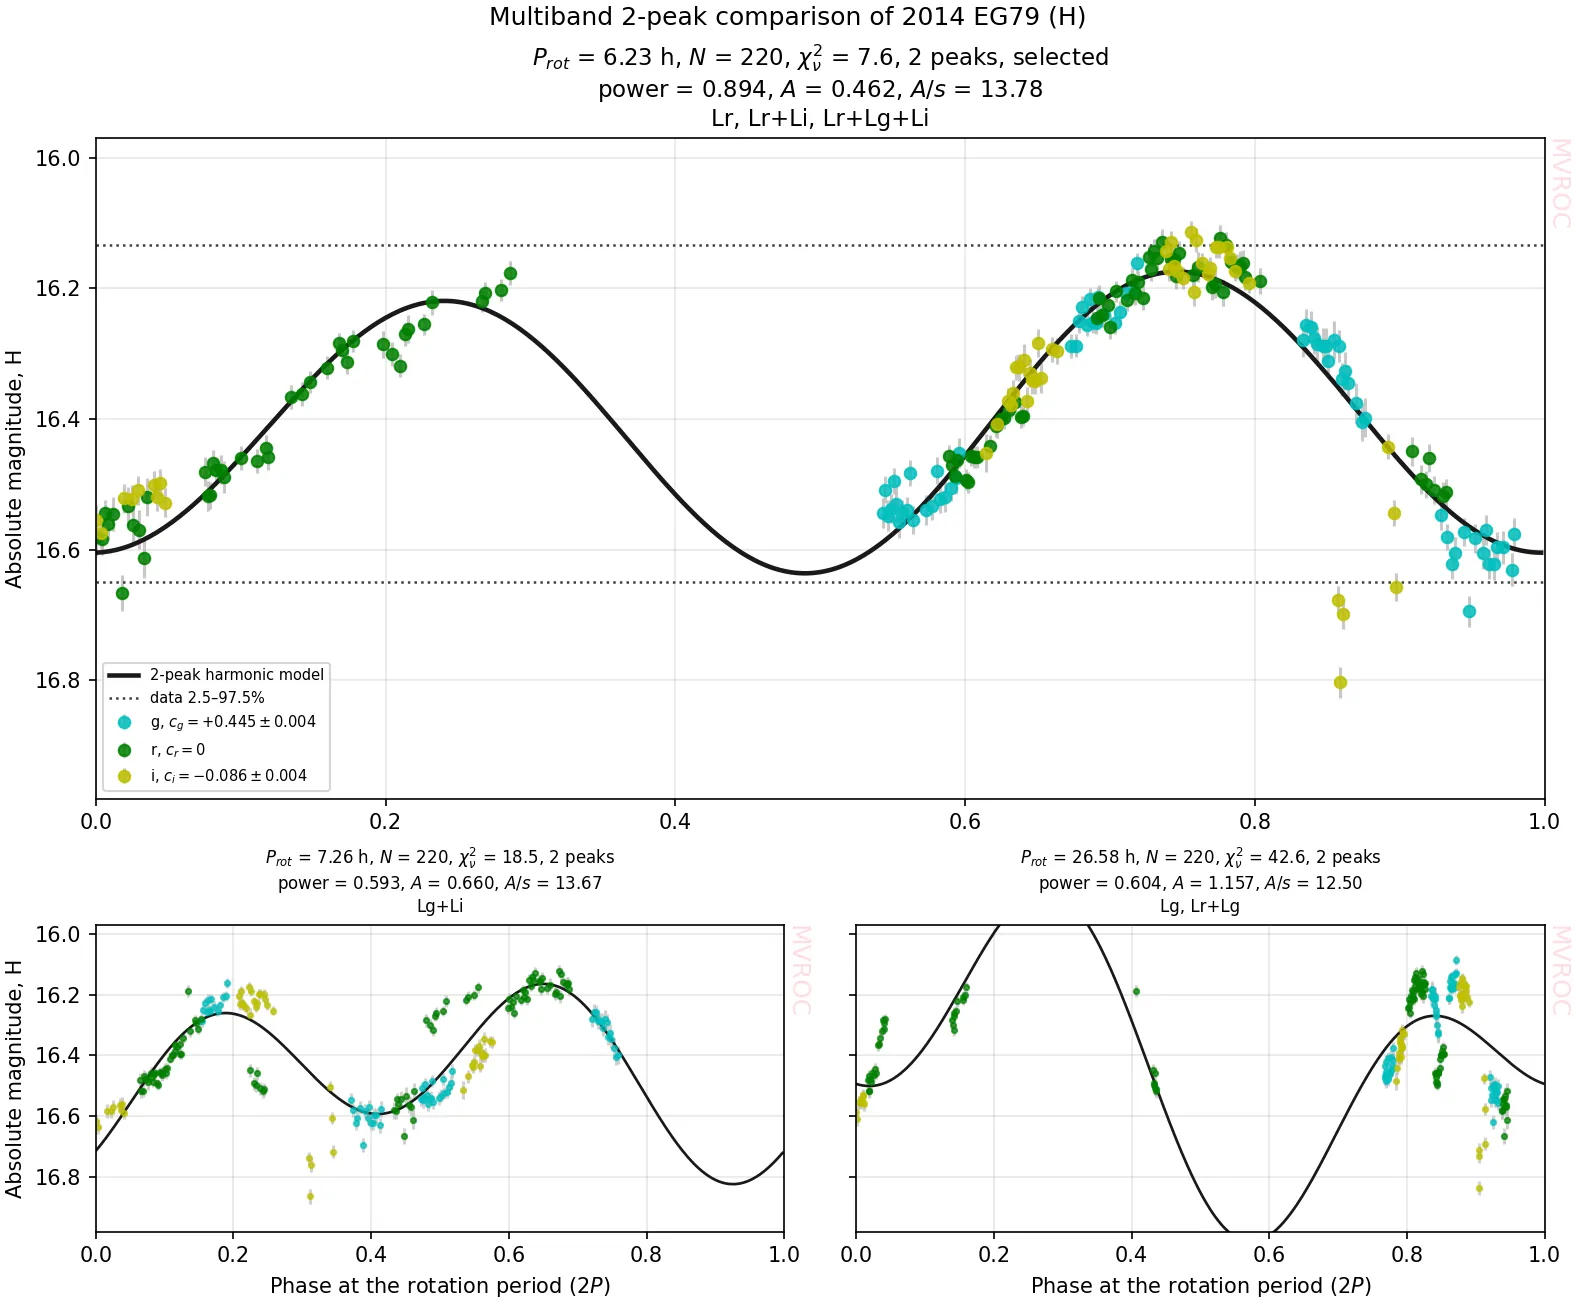 Multiband 2-peak comparison of 2014 EG79 (H)
P_rot = 6.23 h, N = 220, χ²_ν = 7.6, 2 peaks, selected
power = 0.894, A = 0.462, A/s = 13.78
Lr, Lr+Li, Lr+Lg+Li
MVROC
Absolute magnitude, H
16.0
16.2
16.4
16.6
16.8
2-peak harmonic model
data 2.5–97.5%
g, c_g = +0.445 ± 0.004
r, c_r = 0
i, c_i = −0.086 ± 0.004
0.0 0.2 0.4 0.6 0.8 1.0
P_rot = 7.26 h, N = 220, χ²_ν = 18.5, 2 peaks
power = 0.593, A = 0.660, A/s = 13.67
Lg+Li
MVROC
Absolute magnitude, H
16.0
16.2
16.4
16.6
16.8
0.0 0.2 0.4 0.6 0.8 1.0
Phase at the rotation period (2P)
P_rot = 26.58 h, N = 220, χ²_ν = 42.6, 2 peaks
power = 0.604, A = 1.157, A/s = 12.50
Lg, Lr+Lg
MVROC
0.0 0.2 0.4 0.6 0.8 1.0
Phase at the rotation period (2P)